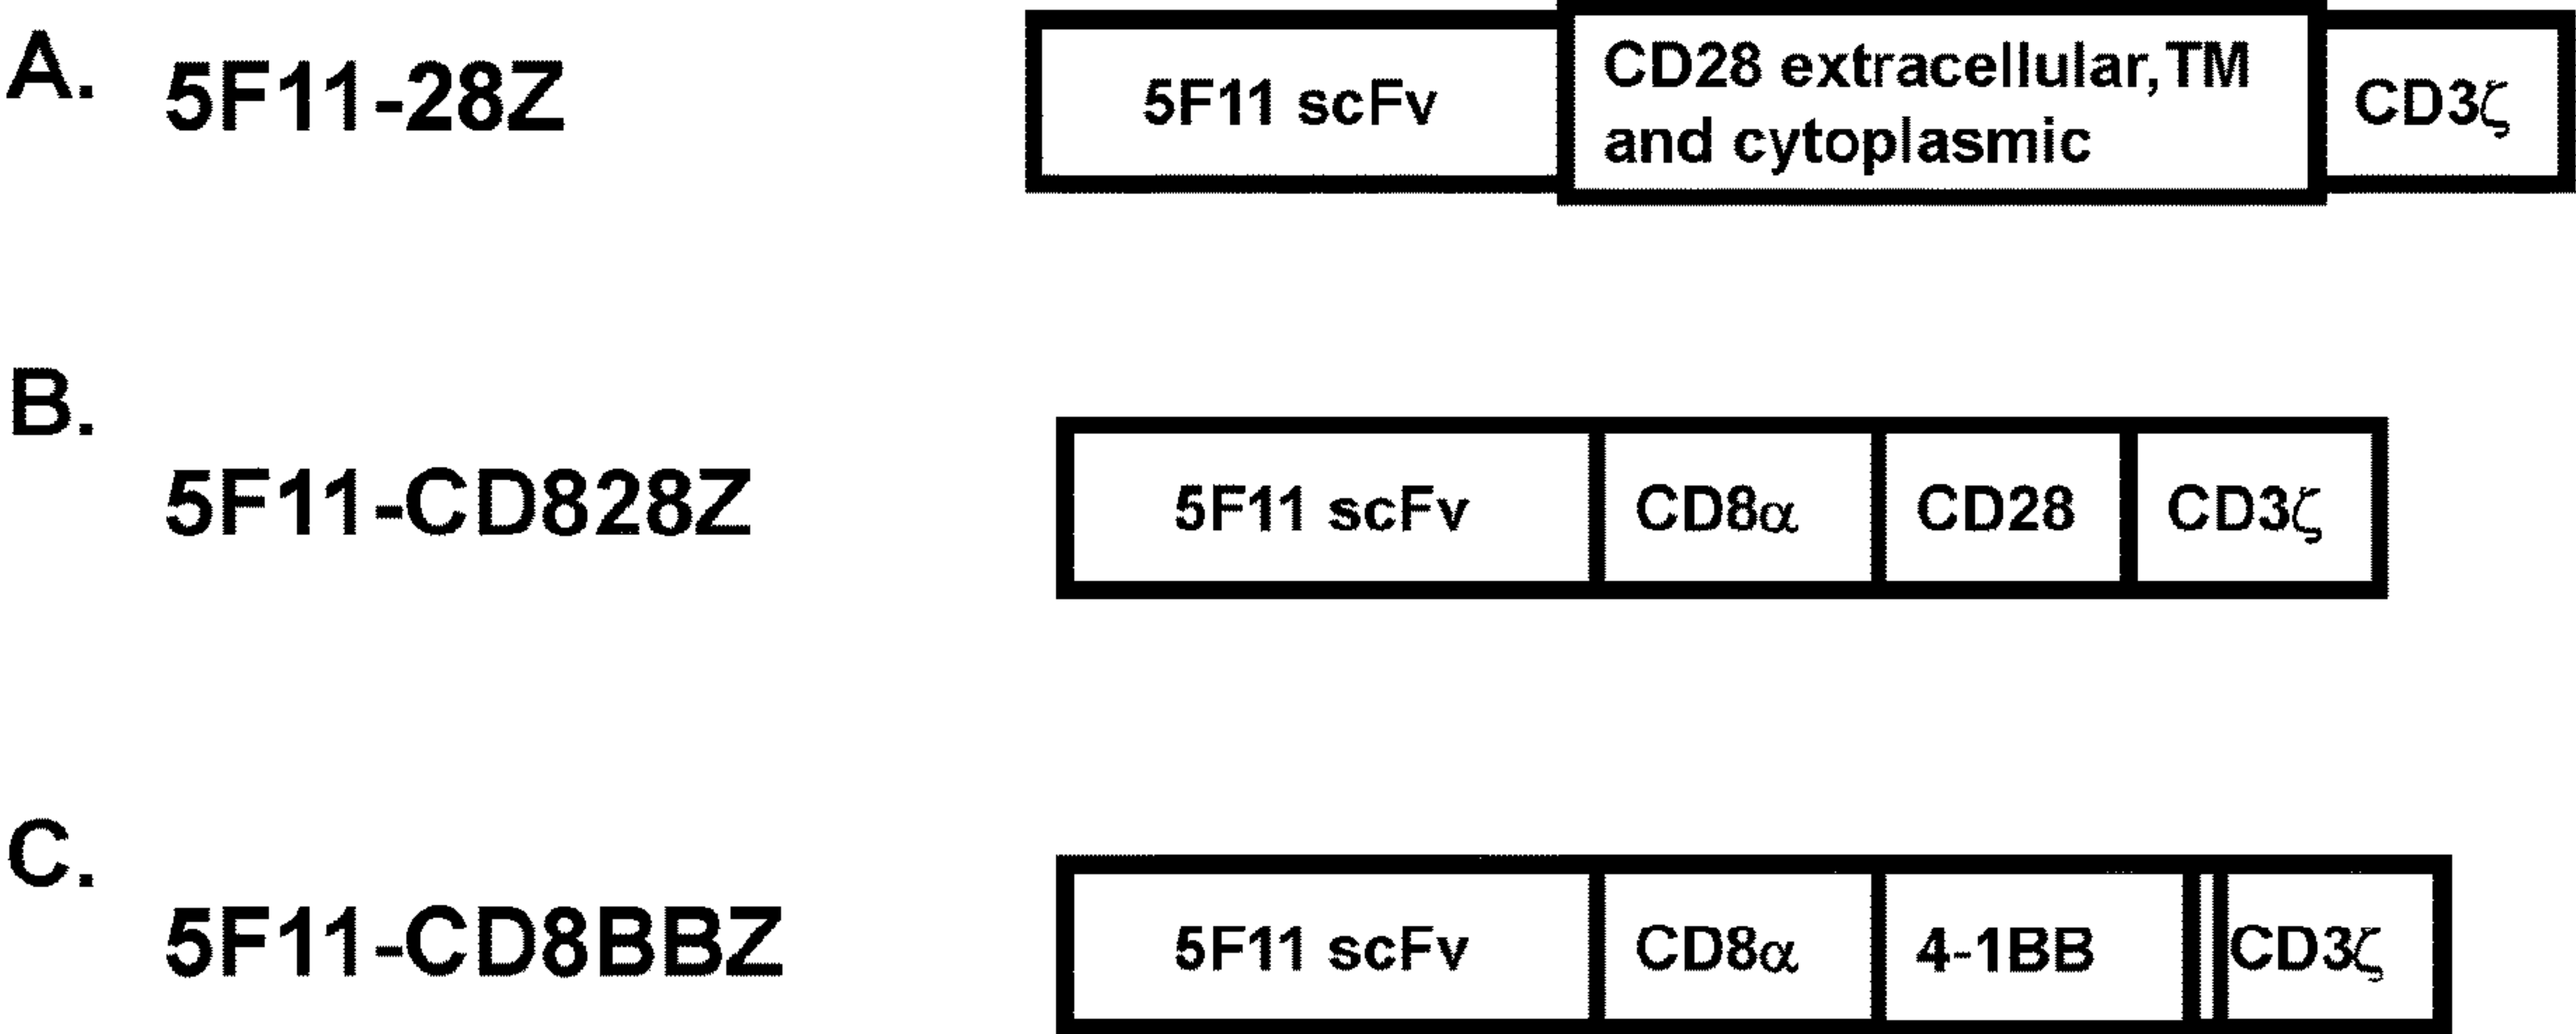 A. 5F11-28Z
5F11 scFv
CD28 extracellular,TM
and cytoplasmic
CD3ζ
B.
5F11-CD828Z
5F11 scFv
CD8α
CD28
CD3ζ
C.
5F11-CD8BBZ
5F11 scFv
CD8α
4-1BB
CD3ζ